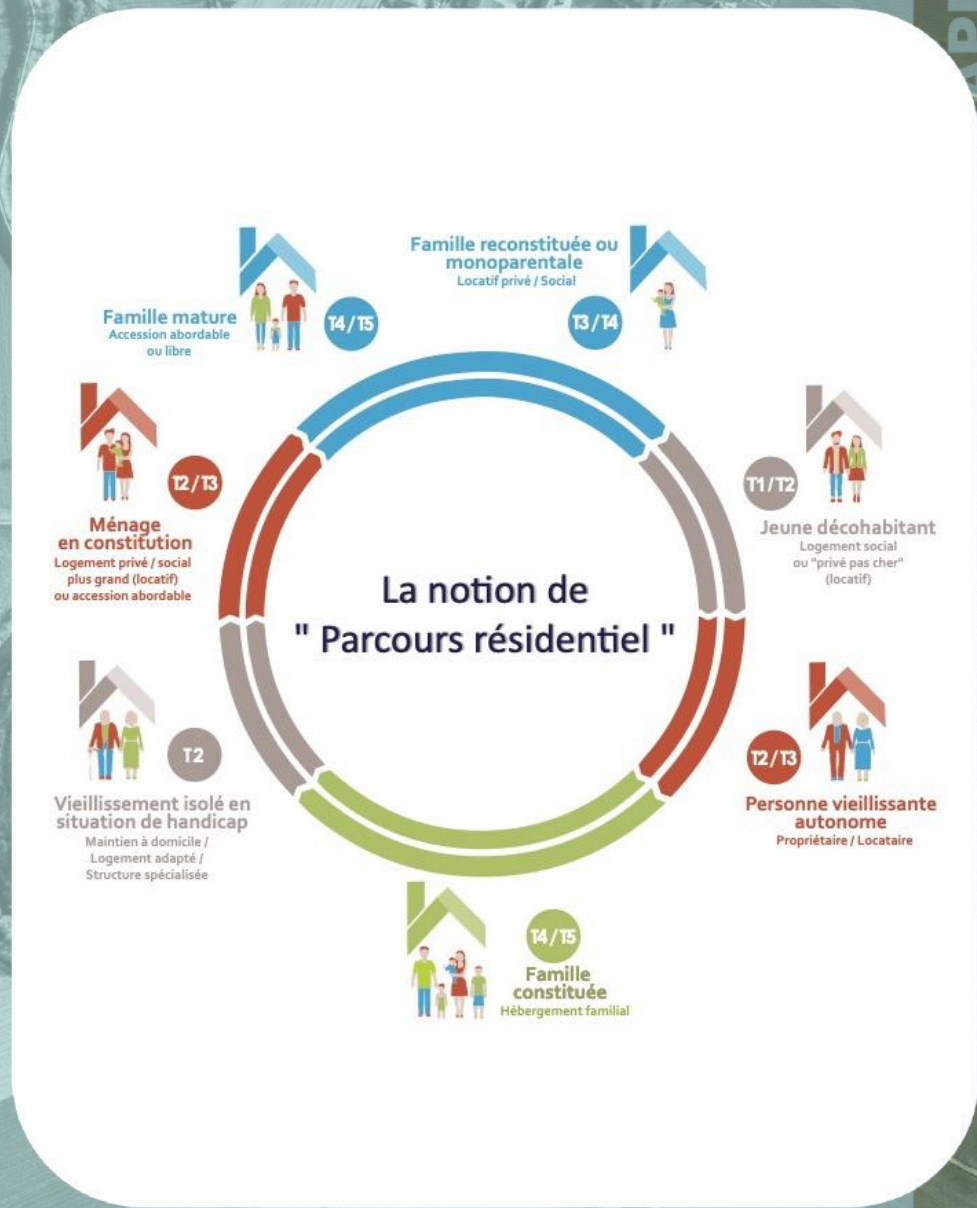 La notion de
" Parcours résidentiel "
Famille reconstituée ou
monoparentale
Locatif privé / Social
T3 / T4
Jeune décohabitant
Logement social
ou "privé pas cher"
(locatif)
T1 / T2
Personne vieillissante
autonome
Propriétaire / Locataire
T2 / T3
T4 / T5
Famille
constituée
Hébergement familial
T2
Vieillissement isolé en
situation de handicap
Maintien à domicile /
Logement adapté /
Structure spécialisée
T2 / T3
Ménage
en constitution
Logement privé / social
plus grand (locatif)
ou accession abordable
Famille mature
Accession abordable
ou libre
T4 / T5